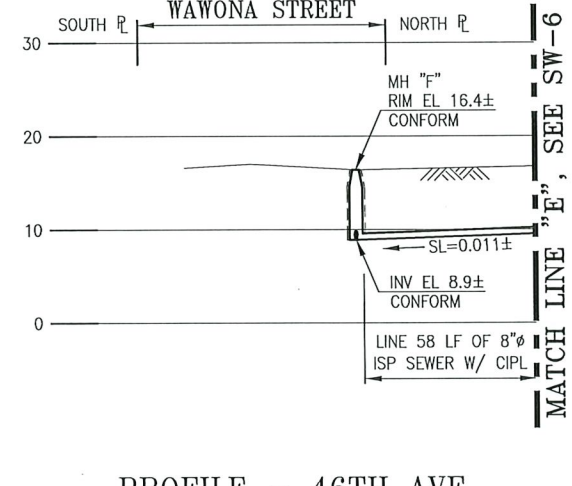 WAWONA STREET
SOUTH ℙL
NORTH ℙL
30
MH "F"
RIM EL 16.4±
CONFORM
20
10
SL=0.011±
INV EL 8.9±
CONFORM
0
LINE 58 LF OF 8"ø
ISP SEWER W/ CIPL
MATCH LINE "E", SEE SW-6
PROFILE 46TH AVE